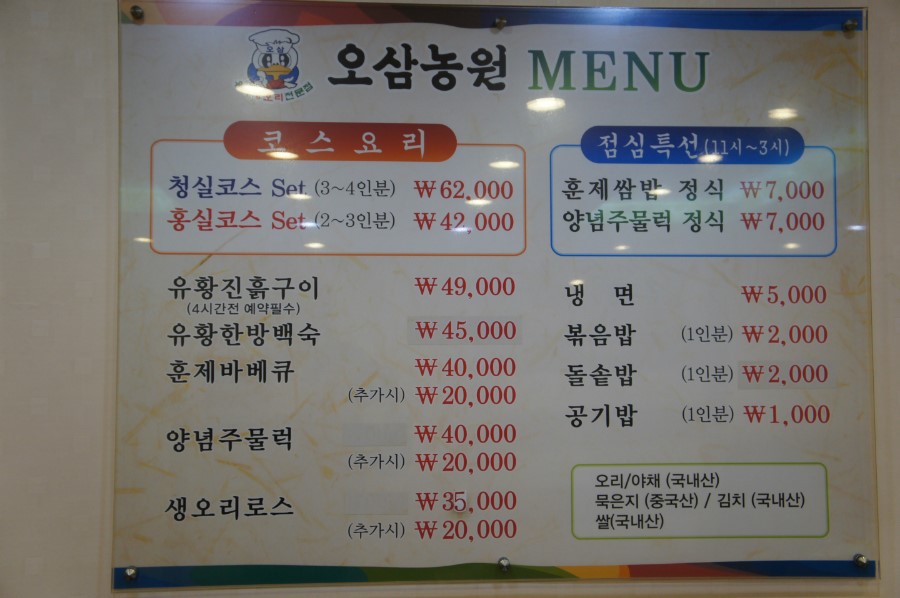 오삼
오리전문점
오삼농원 MENU
코스요리
청실코스 Set (3~4인분) ₩62,000
홍실코스 Set (2~3인분) ₩42,000
유황진흙구이 ₩49,000
(4시간전 예약필수)
유황한방백숙 ₩45,000
훈제바베큐 ₩40,000
(추가시) ₩20,000
양념주물럭 ₩40,000
(추가시) ₩20,000
생오리로스 ₩35,000
(추가시) ₩20,000
점심특선(11시~3시)
훈제쌈밥 정식 ₩7,000
양념주물럭 정식 ₩7,000
냉 면 ₩5,000
볶음밥 (1인분) ₩2,000
돌솥밥 (1인분) ₩2,000
공기밥 (1인분) ₩1,000
오리/야채 (국내산)
묵은지 (중국산) / 김치 (국내산)
쌀(국내산)